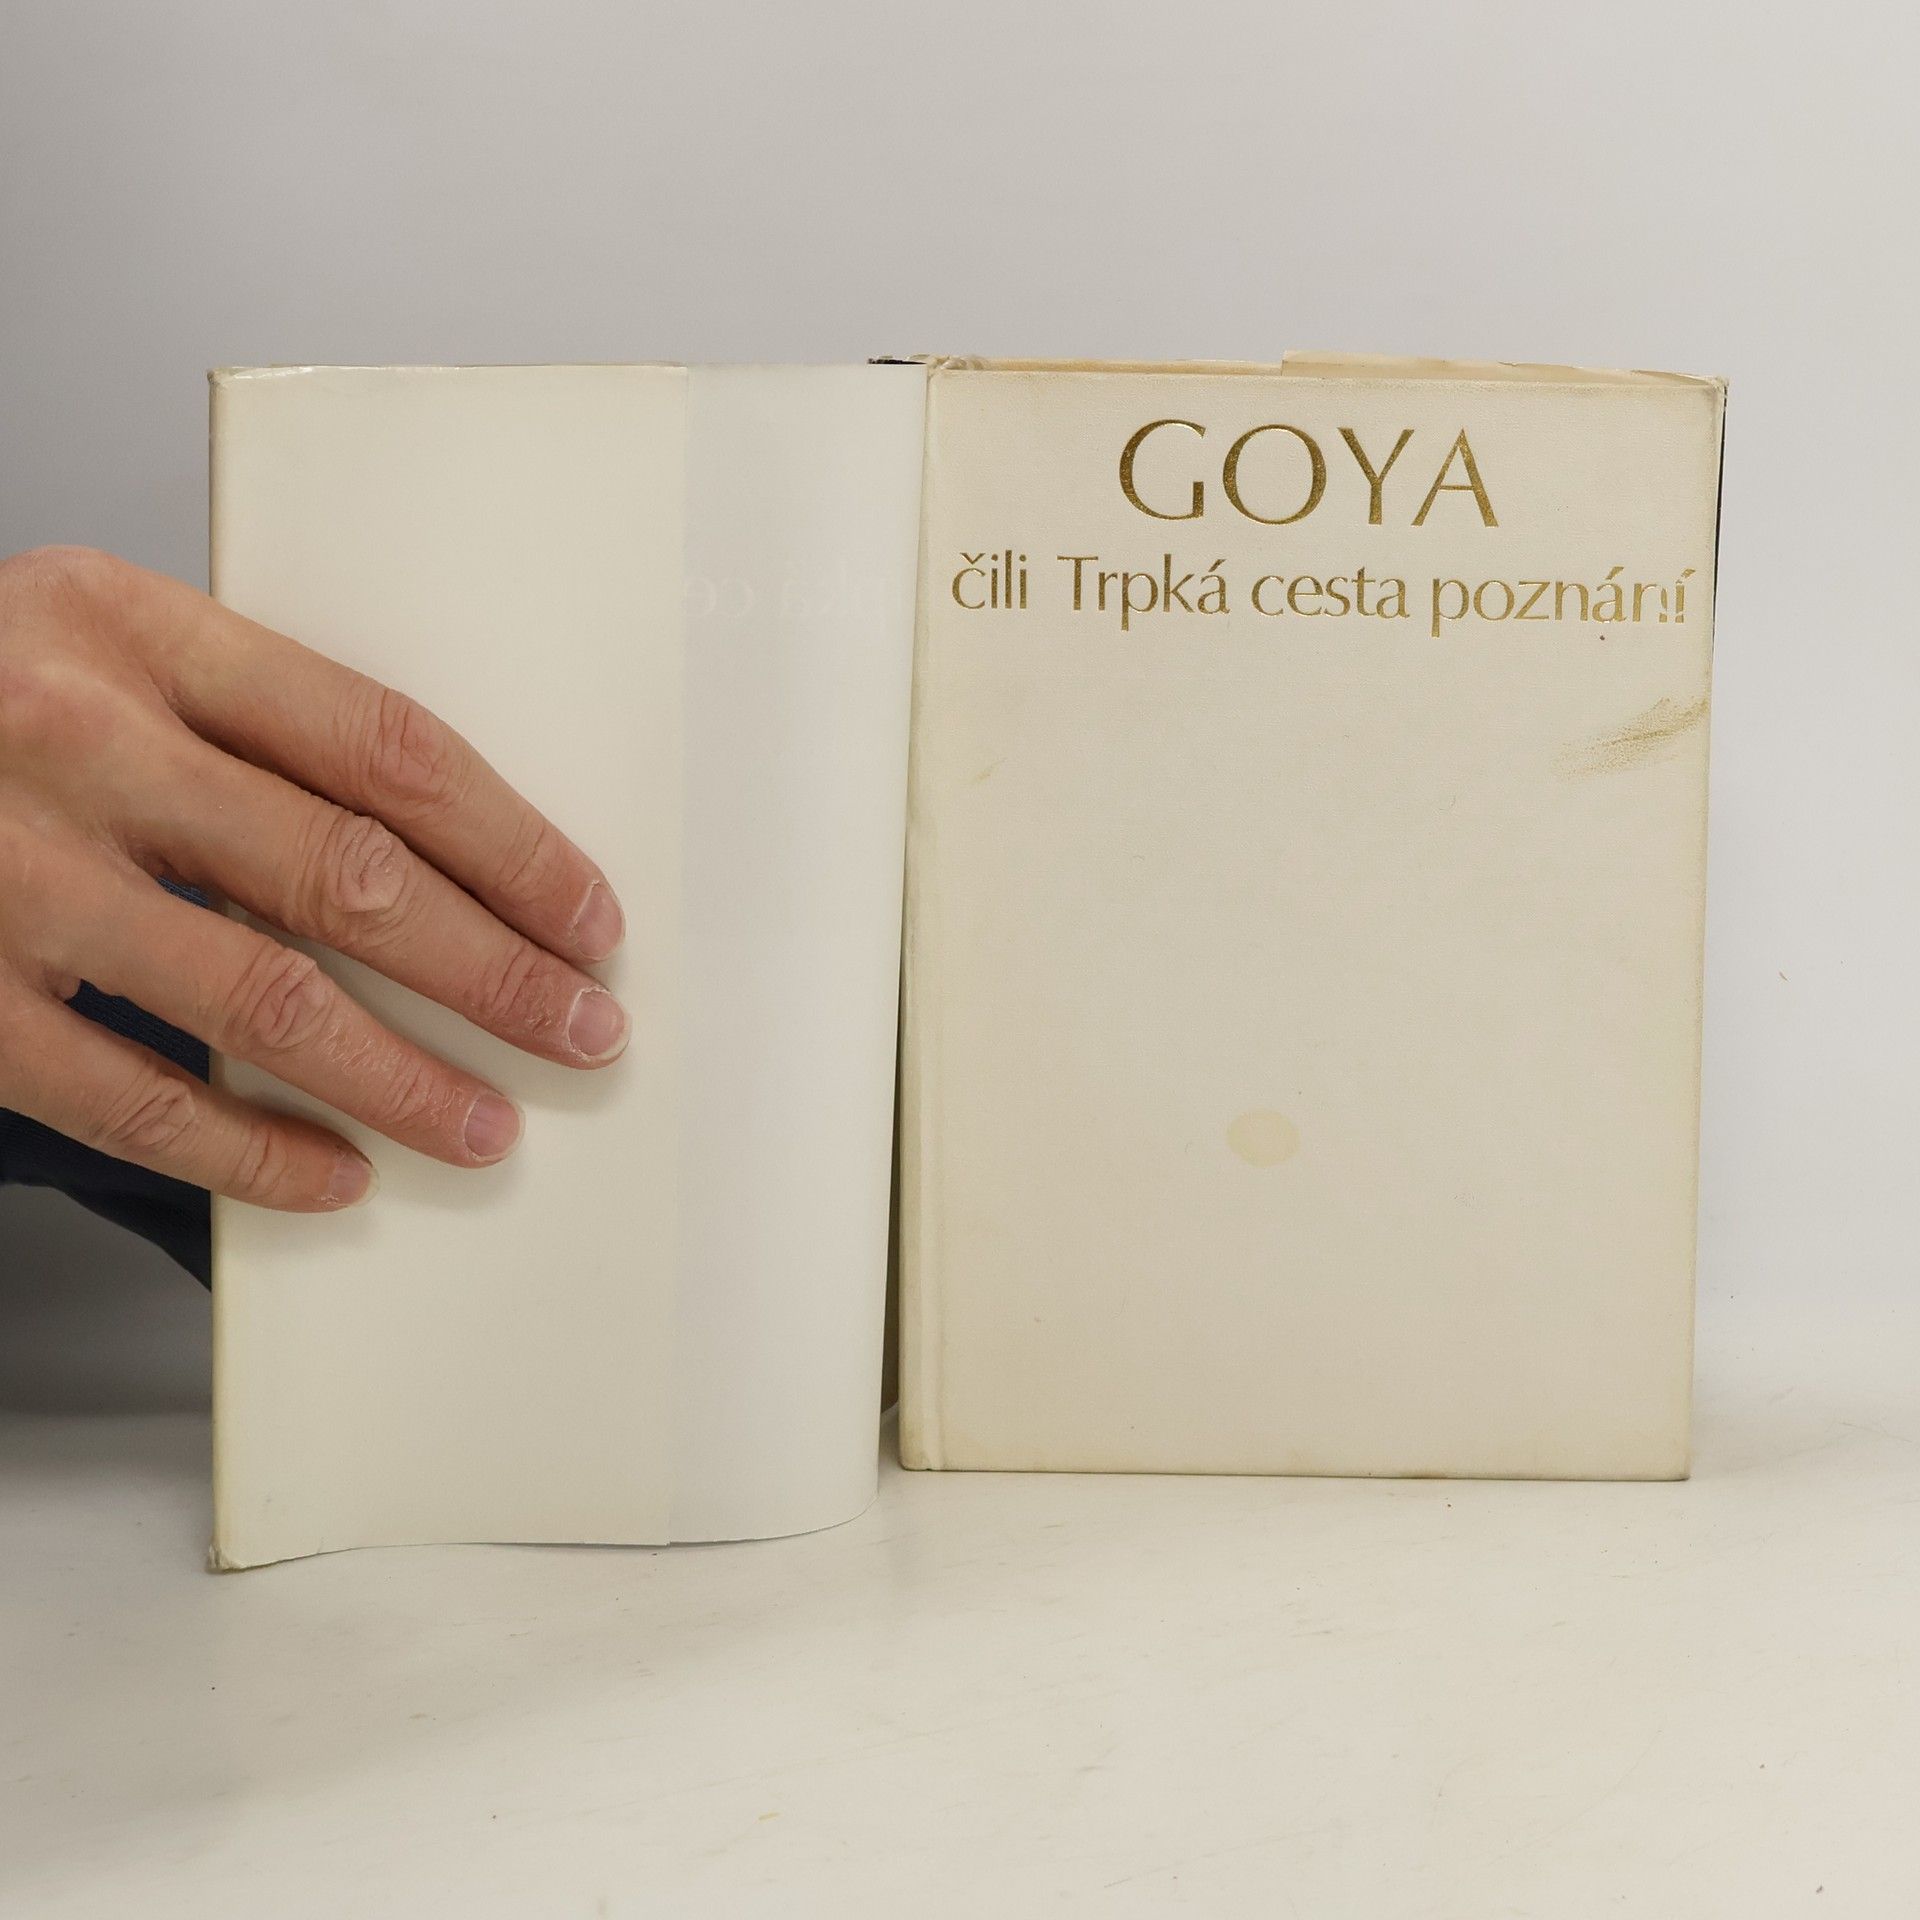 GOYA
čili Trpká cesta poznání